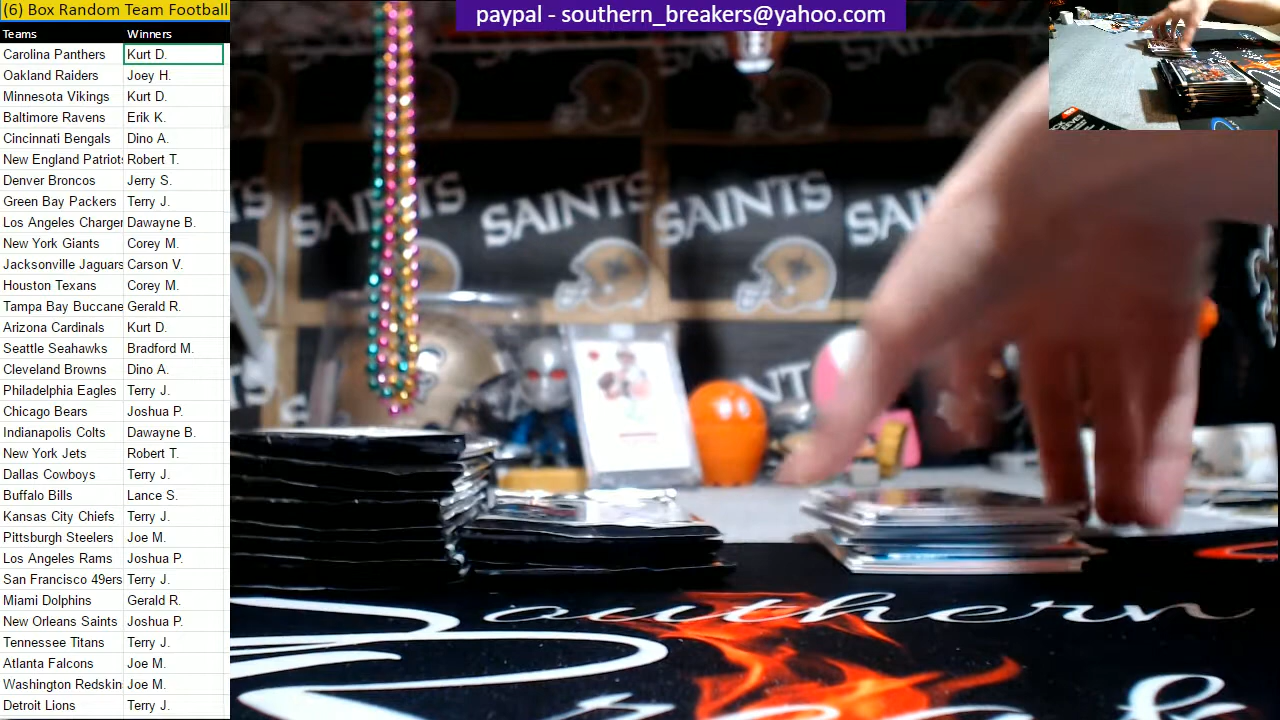 (6) Box Random Team Football
Teams Winners
Carolina Panthers Kurt D.
Oakland Raiders Joey H.
Minnesota Vikings Kurt D.
Baltimore Ravens Erik K.
Cincinnati Bengals Dino A.
New England Patriots Robert T.
Denver Broncos Jerry S.
Green Bay Packers Terry J.
Los Angeles Charger Dawayne B.
New York Giants Corey M.
Jacksonville Jaguars Carson V.
Houston Texans Corey M.
Tampa Bay Buccane Gerald R.
Arizona Cardinals Kurt D.
Seattle Seahawks Bradford M.
Cleveland Browns Dino A.
Philadelphia Eagles Terry J.
Chicago Bears Joshua P.
Indianapolis Colts Dawayne B.
New York Jets Robert T.
Dallas Cowboys Terry J.
Buffalo Bills Lance S.
Kansas City Chiefs Terry J.
Pittsburgh Steelers Joe M.
Los Angeles Rams Joshua P.
San Francisco 49ers Terry J.
Miami Dolphins Gerald R.
New Orleans Saints Joshua P.
Tennessee Titans Terry J.
Atlanta Falcons Joe M.
Washington Redskin Joe M.
Detroit Lions Terry J.
paypal - southern_breakers@yahoo.com
SAINTS
SAINTS
SAINTS
Southern